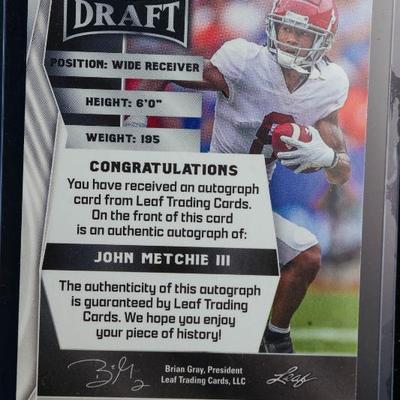 DRAFT
POSITION: WIDE RECEIVER
HEIGHT: 6'0"
WEIGHT: 195
CONGRATULATIONS
You have received an autograph
card from Leaf Trading Cards.
On the front of this card
is an authentic autograph of:
JOHN METCHIE III
The authenticity of this autograph
is guaranteed by Leaf Trading
Cards. We hope you enjoy
your piece of history!
Brian Gray, President
Leaf Trading Cards, LLC
Leaf